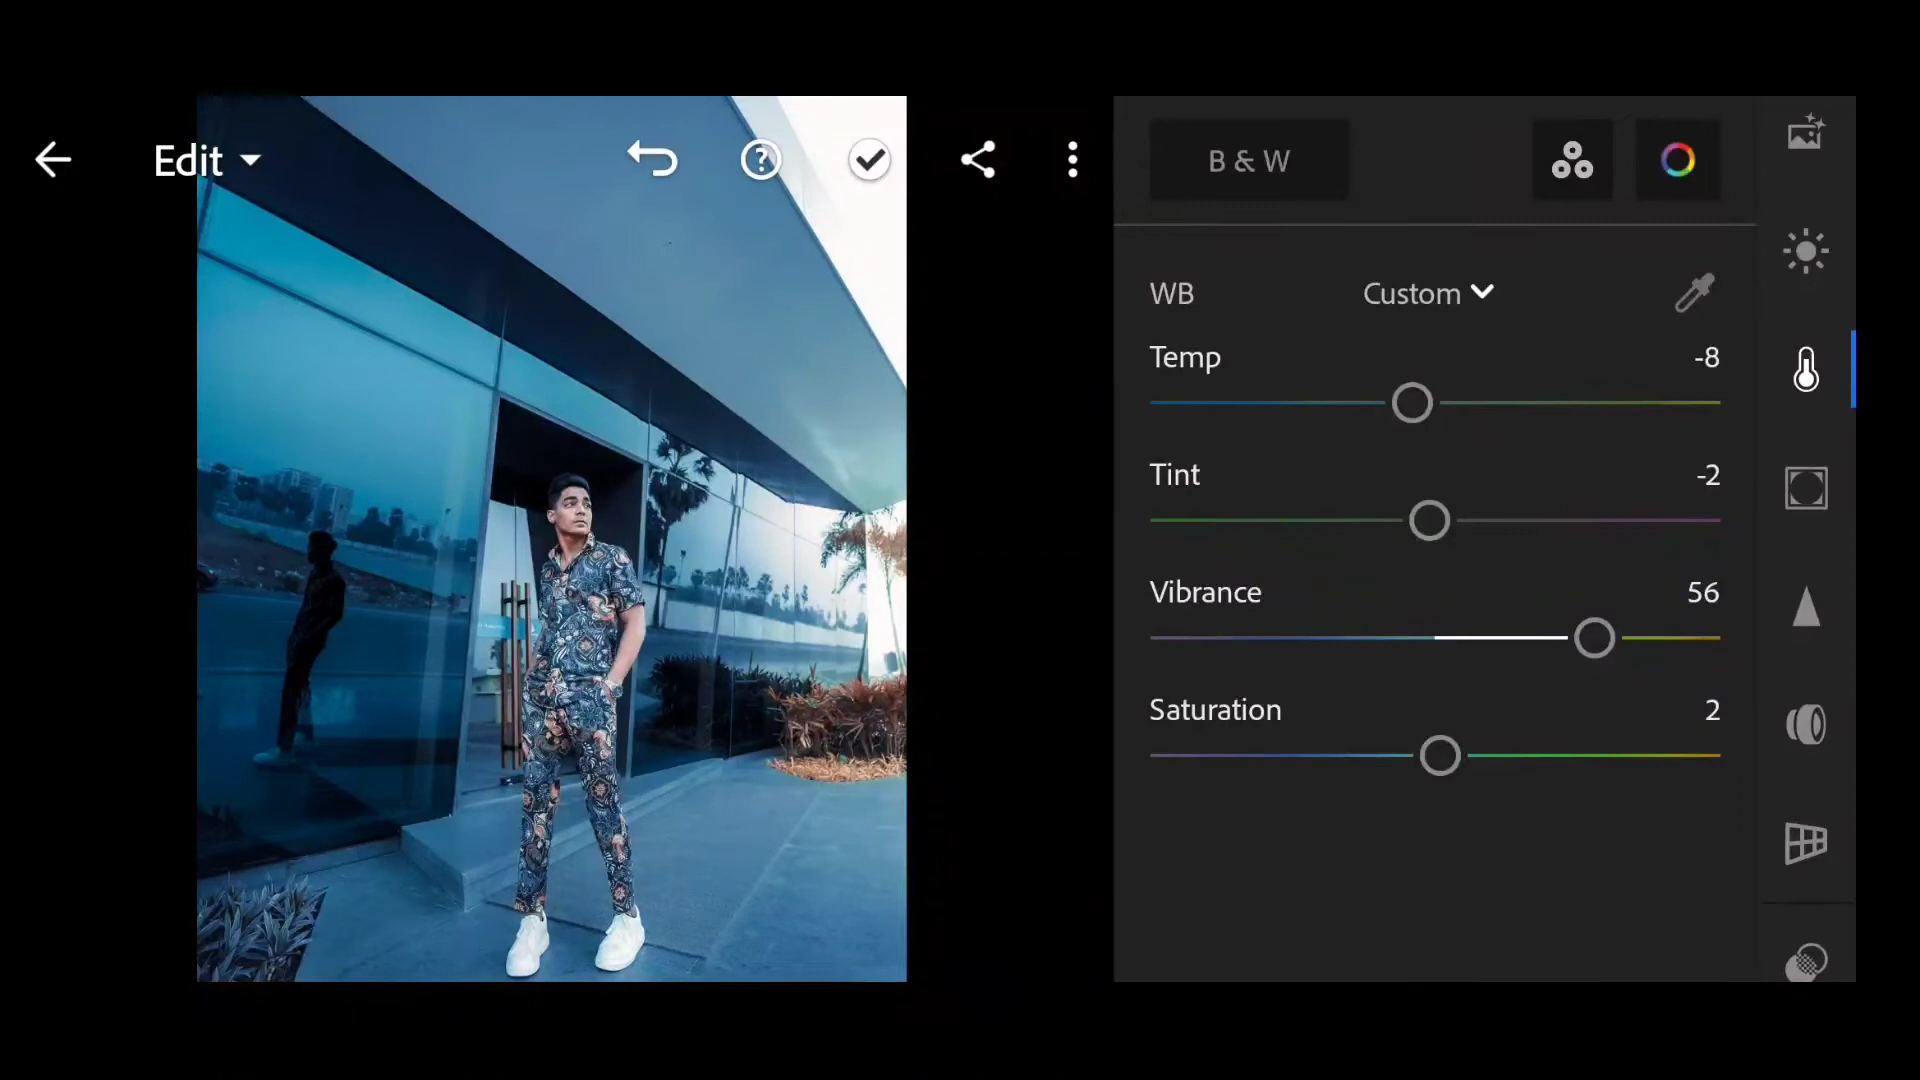 Edit
B & W
WB Custom
Temp -8
Tint -2
Vibrance 56
Saturation 2